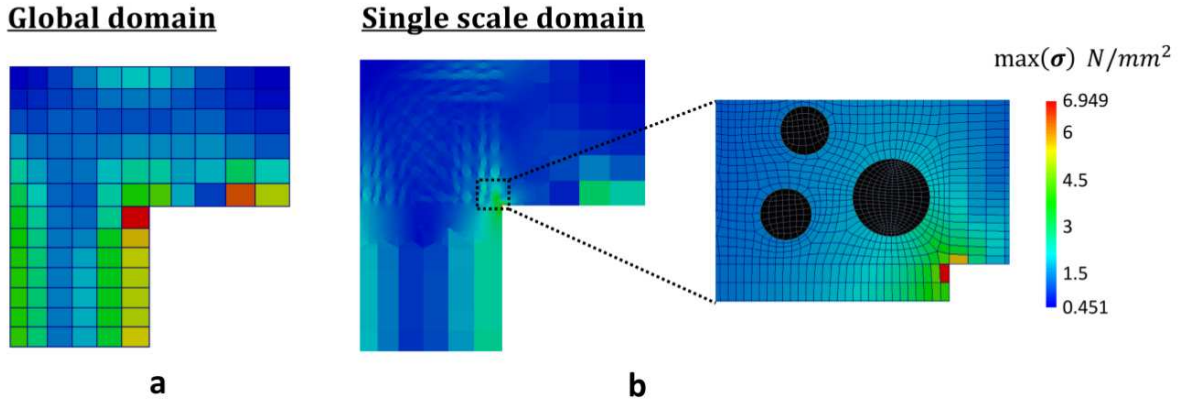 Global domain
Single scale domain
max(σ) N/mm²
6.949
6
4.5
3
1.5
0.451
a
b